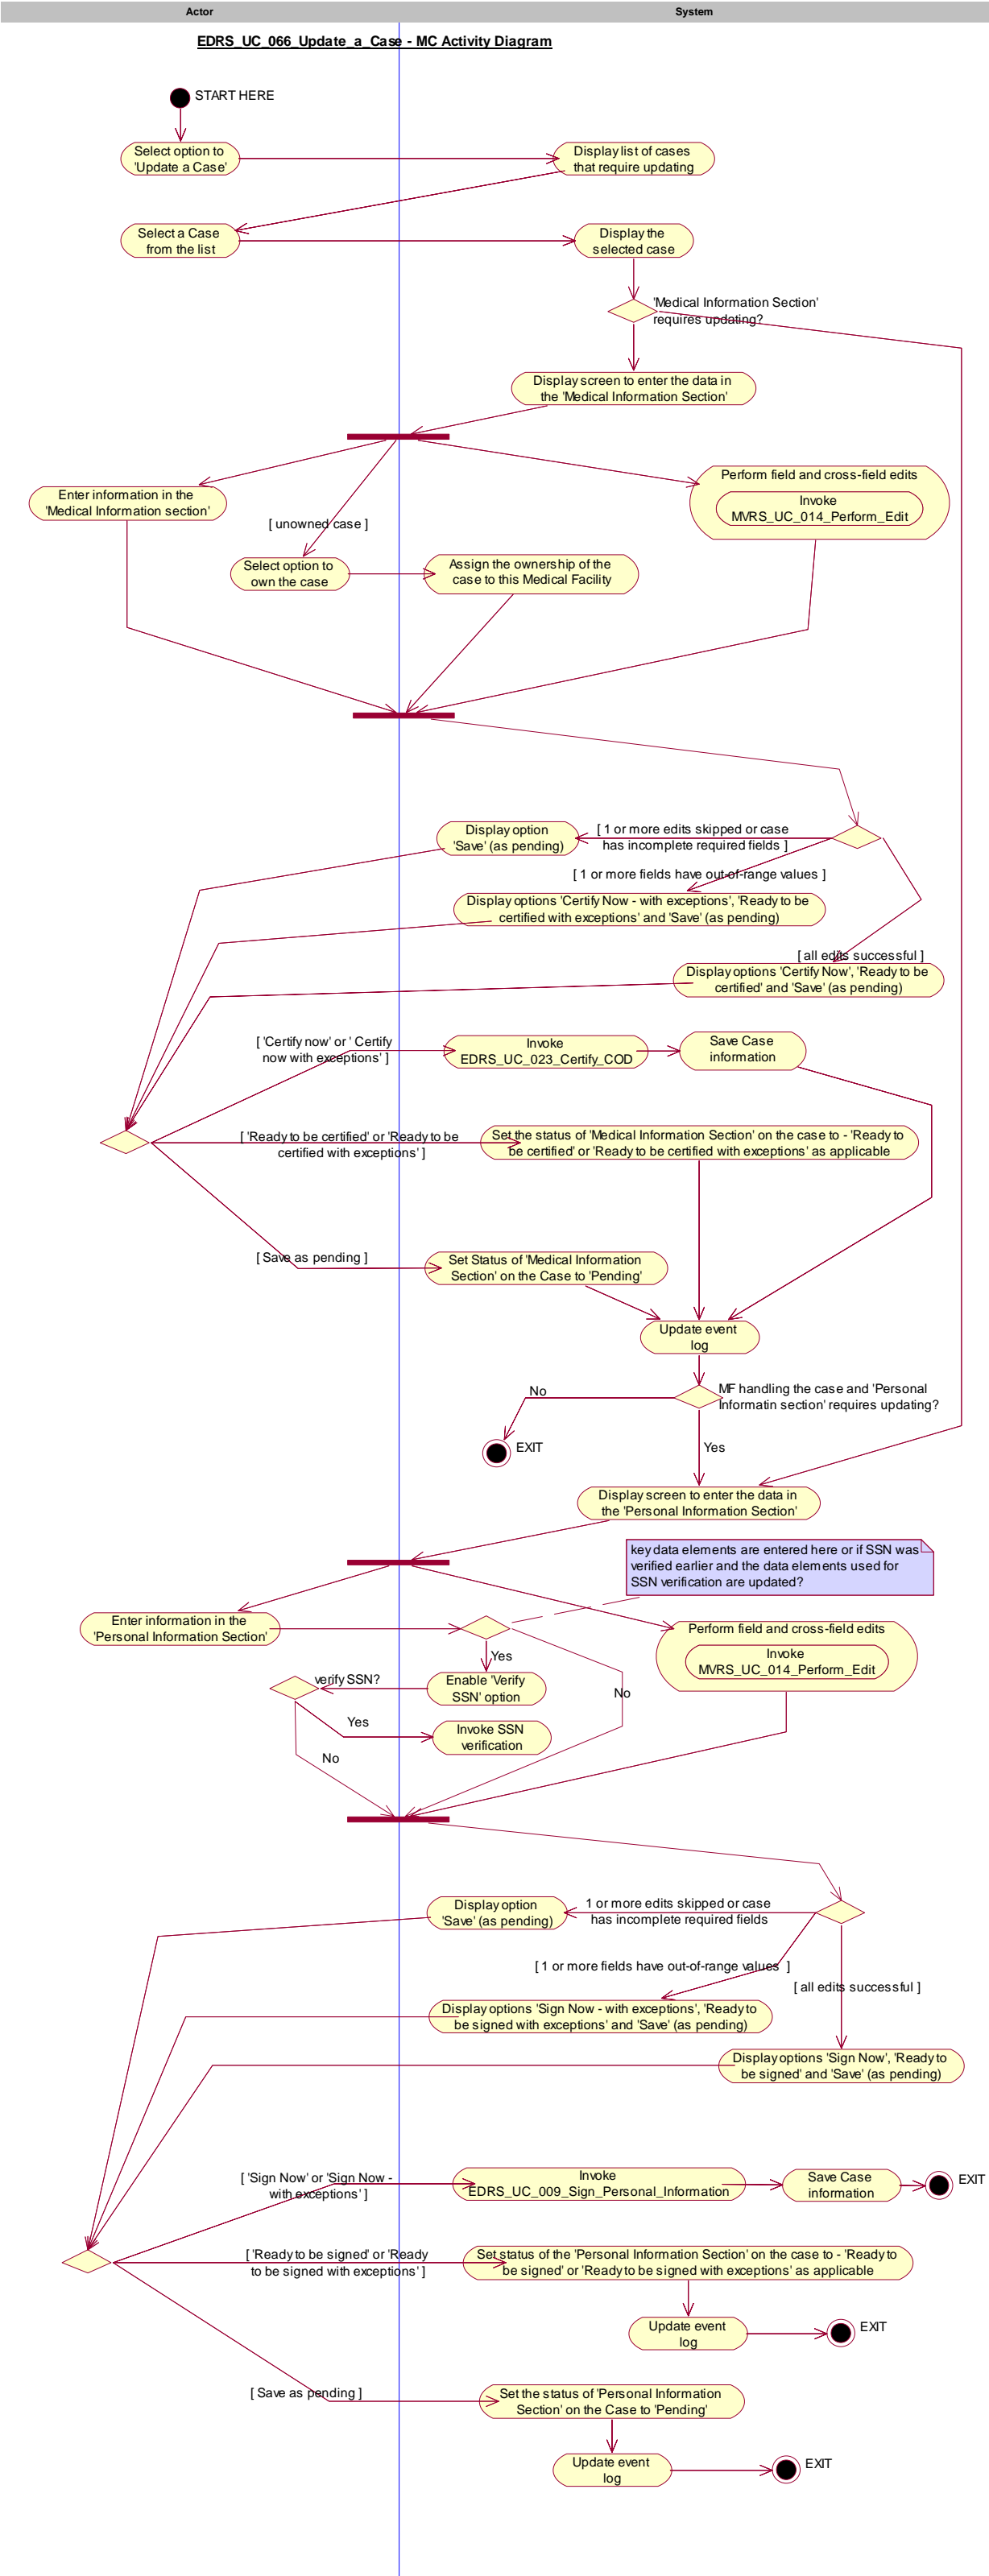 Actor
System
EDRS_UC_066_Update_a_Case - MC Activity Diagram
START HERE
Select option to
'Update a Case'
Display list of cases
that require updating
Select a Case
from the list
Display the
selected case
'Medical Information Section'
requires updating?
Display screen to enter the data in
the 'Medical Information Section'
Enter information in the
'Medical Information section'
[ unowned case ]
Perform field and cross-field edits
Invoke
MVRS_UC_014_Perform_Edit
Select option to
own the case
Assign the ownership of the
case to this Medical Facility
Display option
'Save' (as pending)
[ 1 or more edits skipped or case
has incomplete required fields ]
[ 1 or more fields have out-of-range values ]
Display options 'Certify Now - with exceptions', 'Ready to be
certified with exceptions' and 'Save' (as pending)
[ all edits successful ]
Display options 'Certify Now', 'Ready to be
certified' and 'Save' (as pending)
[ 'Certify now' or ' Certify
now with exceptions' ]
Invoke
EDRS_UC_023_Certify_COD
Save Case
information
[ 'Ready to be certified' or 'Ready to be
certified with exceptions' ]
Set the status of 'Medical Information Section' on the case to - 'Ready to
be certified' or 'Ready to be certified with exceptions' as applicable
[ Save as pending ]
Set Status of 'Medical Information
Section' on the Case to 'Pending'
Update event
log
No
MF handling the case and 'Personal
Informatin section' requires updating?
EXIT
Yes
Display screen to enter the data in
the 'Personal Information Section'
key data elements are entered here or if SSN was
verified earlier and the data elements used for
SSN verification are updated?
Enter information in the
'Personal Information Section'
Perform field and cross-field edits
Invoke
MVRS_UC_014_Perform_Edit
Yes
verify SSN?
Enable 'Verify
SSN' option
No
Yes
Invoke SSN
verification
No
Display option
'Save' (as pending)
1 or more edits skipped or case
has incomplete required fields
[ 1 or more fields have out-of-range values ]
[ all edits successful ]
Display options 'Sign Now - with exceptions', 'Ready to
be signed with exceptions' and 'Save' (as pending)
Display options 'Sign Now', 'Ready to
be signed' and 'Save' (as pending)
[ 'Sign Now' or 'Sign Now -
with exceptions' ]
Invoke
EDRS_UC_009_Sign_Personal_Information
Save Case
information
EXIT
[ 'Ready to be signed' or 'Ready
to be signed with exceptions' ]
Set status of the 'Personal Information Section' on the case to - 'Ready to
be signed' or 'Ready to be signed with exceptions' as applicable
Update event
log
EXIT
[ Save as pending ]
Set the status of 'Personal Information
Section' on the Case to 'Pending'
Update event
log
EXIT